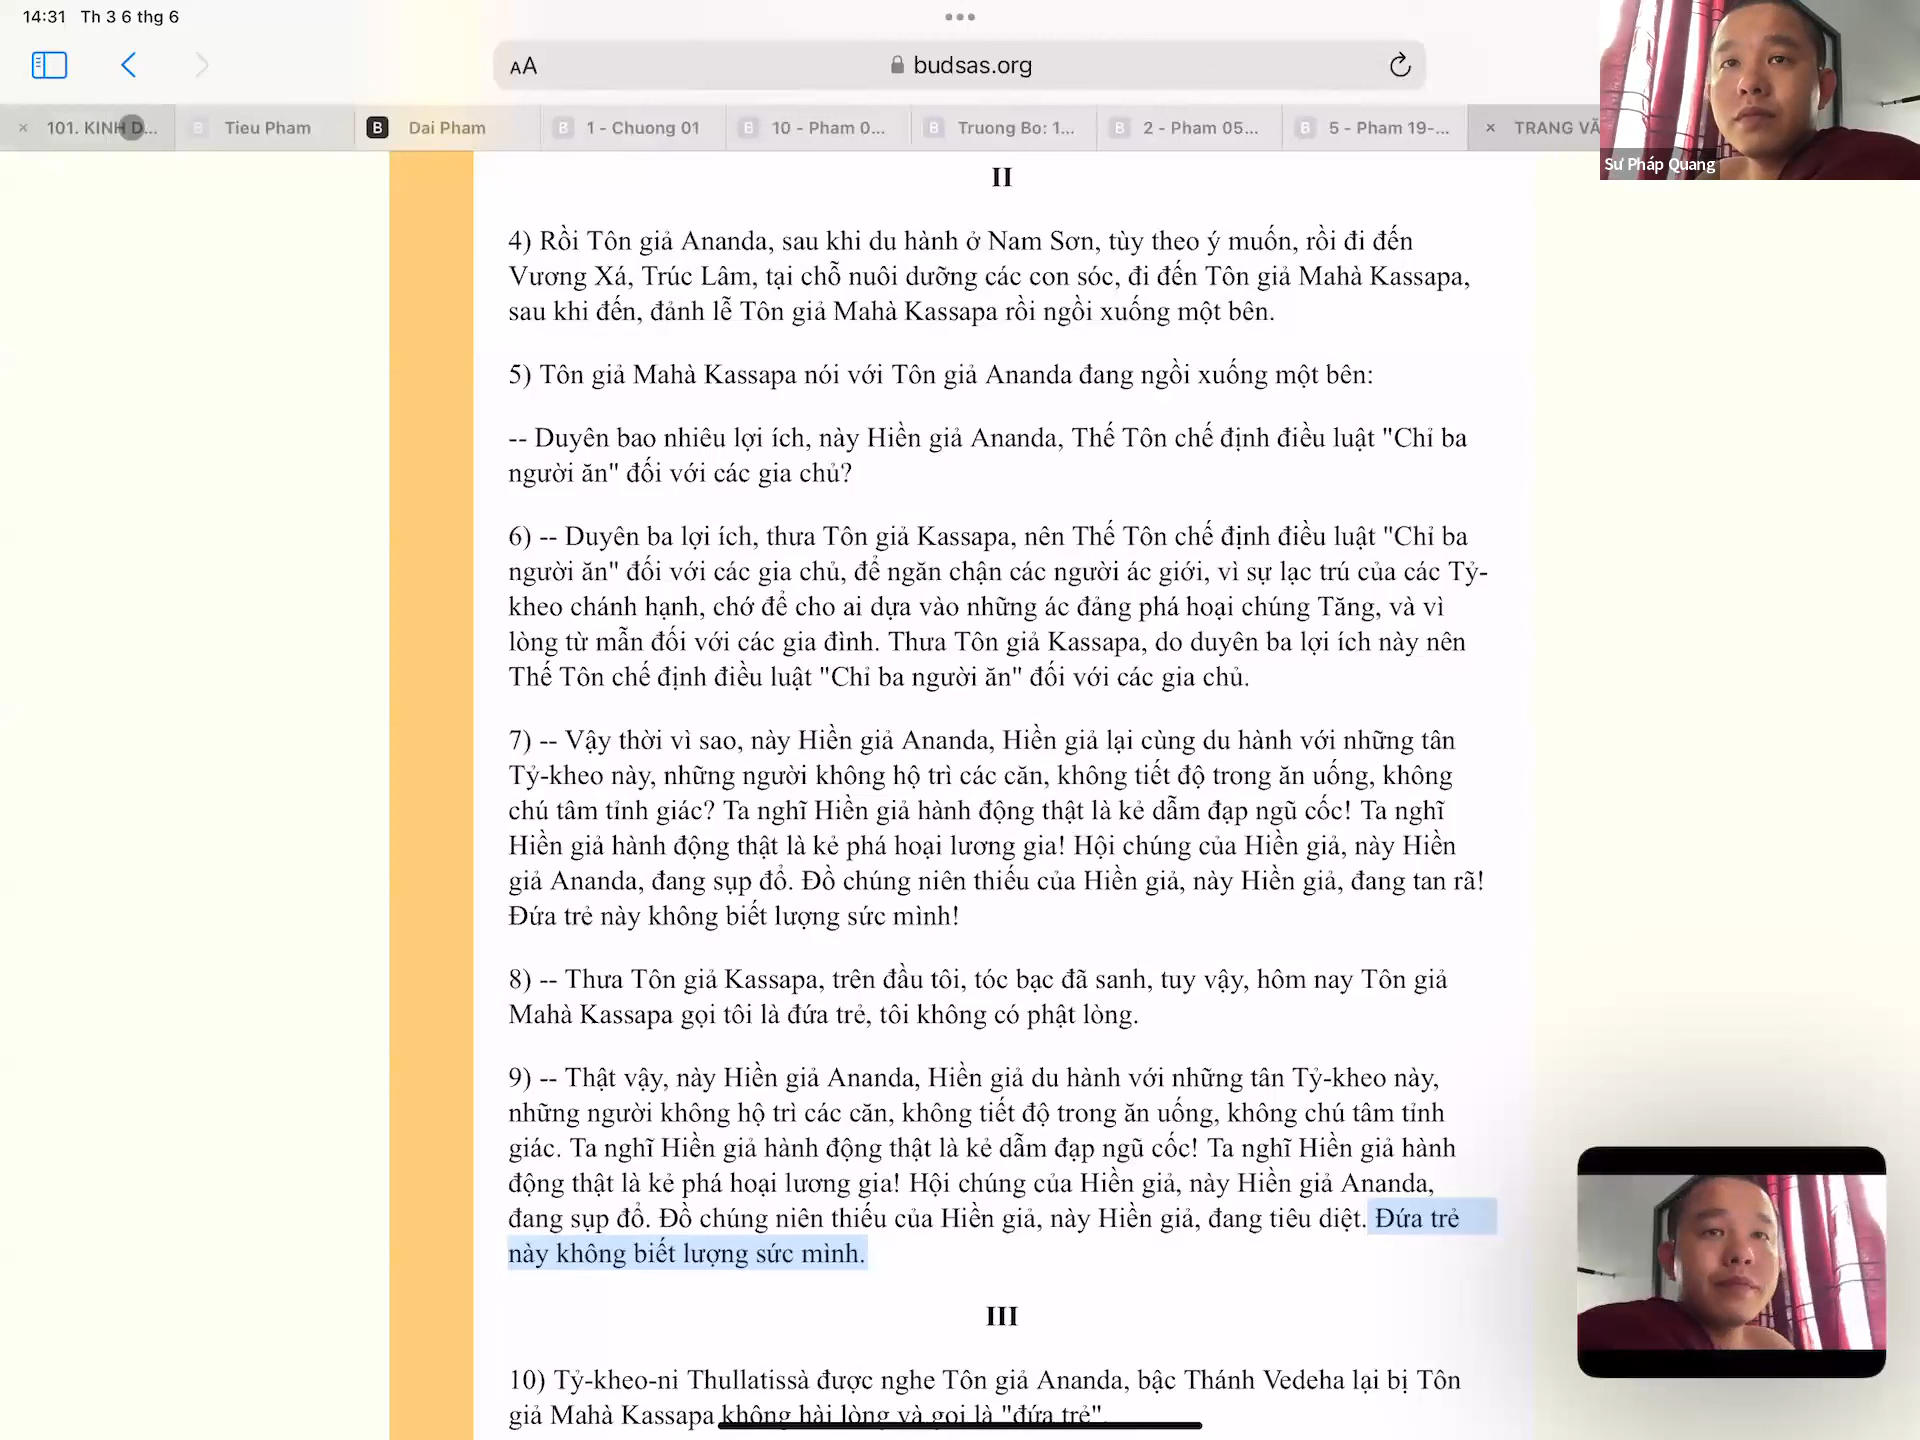 14:31 Th 3 6 thg 6
AA budsas.org
101. KINH D...
Tieu Pham
B Dai Pham
B 1 - Chuong 01
B 10 - Pham 0...
B Truong Bo: 1...
B 2 - Pham 05...
B 5 - Pham 19-...
TRANG VĂ
Sư Pháp Quang
II
4) Rồi Tôn giả Ananda, sau khi du hành ở Nam Sơn, tùy theo ý muốn, rồi đi đến
Vương Xá, Trúc Lâm, tại chỗ nuôi dưỡng các con sóc, đi đến Tôn giả Mahà Kassapa,
sau khi đến, đảnh lễ Tôn giả Mahà Kassapa rồi ngồi xuống một bên.
5) Tôn giả Mahà Kassapa nói với Tôn giả Ananda đang ngồi xuống một bên:
-- Duyên bao nhiêu lợi ích, này Hiền giả Ananda, Thế Tôn chế định điều luật "Chỉ ba
người ăn" đối với các gia chủ?
6) -- Duyên ba lợi ích, thưa Tôn giả Kassapa, nên Thế Tôn chế định điều luật "Chỉ ba
người ăn" đối với các gia chủ, để ngăn chận các người ác giới, vì sự lạc trú của các Tỷ-
kheo chánh hạnh, chớ để cho ai dựa vào những ác đảng phá hoại chúng Tăng, và vì
lòng từ mẫn đối với các gia đình. Thưa Tôn giả Kassapa, do duyên ba lợi ích này nên
Thế Tôn chế định điều luật "Chỉ ba người ăn" đối với các gia chủ.
7) -- Vậy thời vì sao, này Hiền giả Ananda, Hiền giả lại cùng du hành với những tân
Tỷ-kheo này, những người không hộ trì các căn, không tiết độ trong ăn uống, không
chú tâm tỉnh giác? Ta nghĩ Hiền giả hành động thật là kẻ dẫm đạp ngũ cốc! Ta nghĩ
Hiền giả hành động thật là kẻ phá hoại lương gia! Hội chúng của Hiền giả, này Hiền
giả Ananda, đang sụp đổ. Đồ chúng niên thiếu của Hiền giả, này Hiền giả, đang tan rã!
Đứa trẻ này không biết lượng sức mình!
8) -- Thưa Tôn giả Kassapa, trên đầu tôi, tóc bạc đã sanh, tuy vậy, hôm nay Tôn giả
Mahà Kassapa gọi tôi là đứa trẻ, tôi không có phật lòng.
9) -- Thật vậy, này Hiền giả Ananda, Hiền giả du hành với những tân Tỷ-kheo này,
những người không hộ trì các căn, không tiết độ trong ăn uống, không chú tâm tỉnh
giác. Ta nghĩ Hiền giả hành động thật là kẻ dẫm đạp ngũ cốc! Ta nghĩ Hiền giả hành
động thật là kẻ phá hoại lương gia! Hội chúng của Hiền giả, này Hiền giả Ananda,
đang sụp đổ. Đồ chúng niên thiếu của Hiền giả, này Hiền giả, đang tiêu diệt. Đứa trẻ
này không biết lượng sức mình.
III
10) Tỷ-kheo-ni Thullatissà được nghe Tôn giả Ananda, bậc Thánh Vedeha lại bị Tôn
giả Mahà Kassapa không hài lòng và gọi là "đứa trẻ".